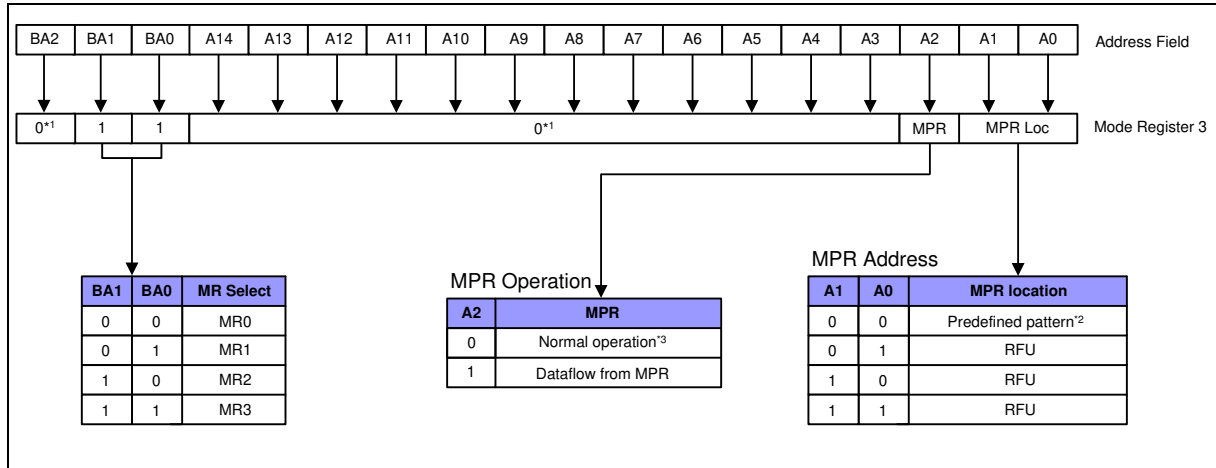 BA2 BA1 BA0 A14 A13 A12 A11 A10 A9 A8 A7 A6 A5 A4 A3 A2 A1 A0 Address Field
0*1 1 1 0*1 MPR MPR Loc Mode Register 3
BA1 BA0 MR Select
0 0 MR0
0 1 MR1
1 0 MR2
1 1 MR3
MPR Operation
A2 MPR
0 Normal operation*3
1 Dataflow from MPR
MPR Address
A1 A0 MPR location
0 0 Predefined pattern*2
0 1 RFU
1 0 RFU
1 1 RFU